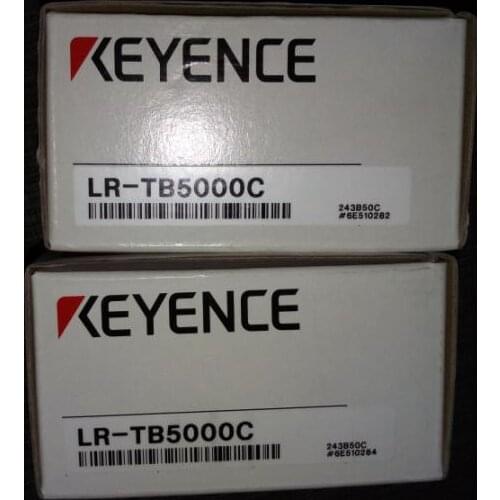 KEYENCE
LR-TB5000C
243B50C
#6E510282
KEYENCE
LR-TB5000C
243B50C
#6E510284